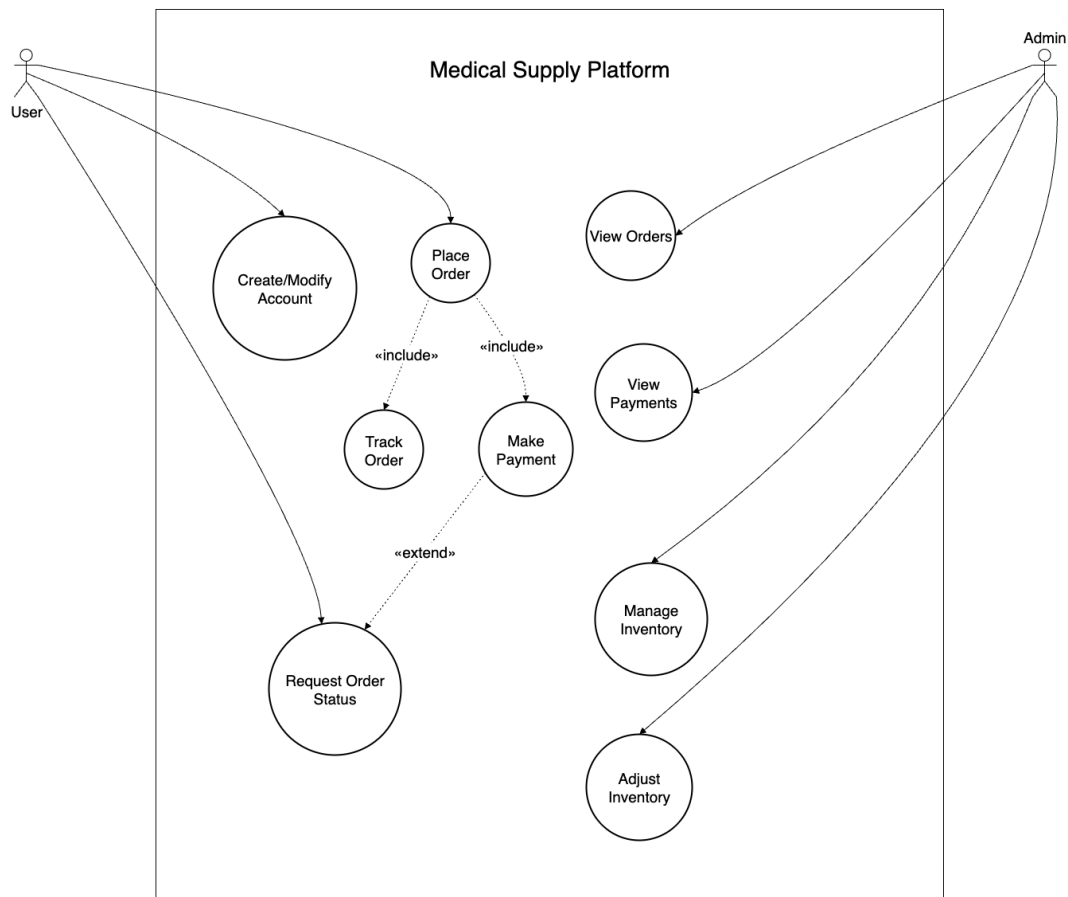 Admin
Medical Supply Platform
User
View Orders
Place
Order
Create/Modify
Account
«include»
«include»
View
Payments
Track
Order
Make
Payment
«extend»
Manage
Inventory
Request Order
Status
Adjust
Inventory